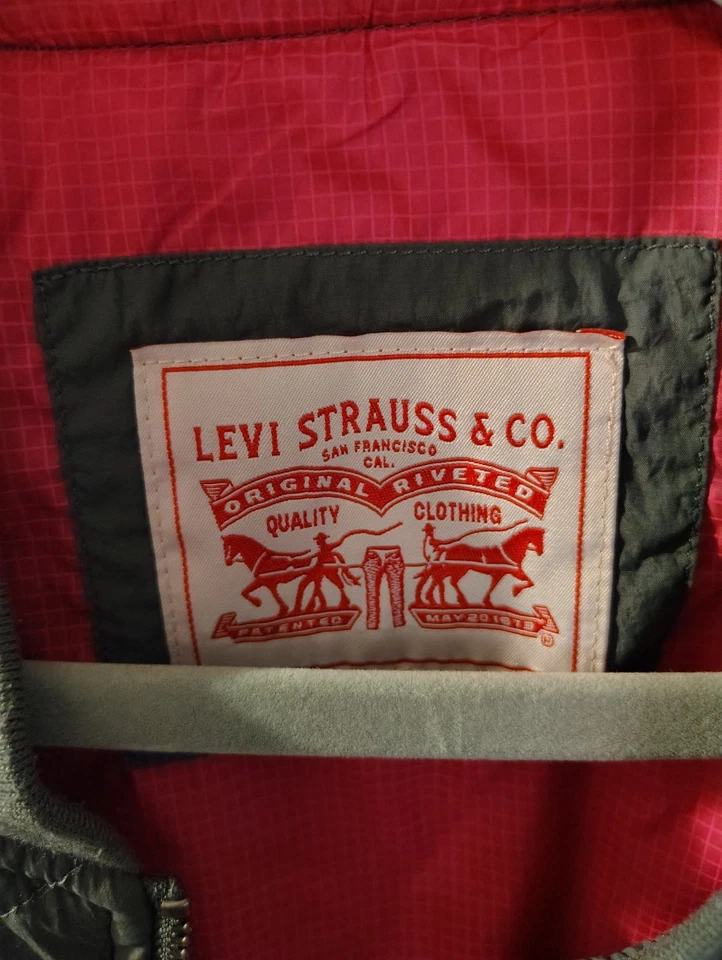 LEVI STRAUSS & CO.
SAN FRANCISCO
CAL.
ORIGINAL RIVETED
QUALITY CLOTHING
PATENTED MAY 20 1873
®